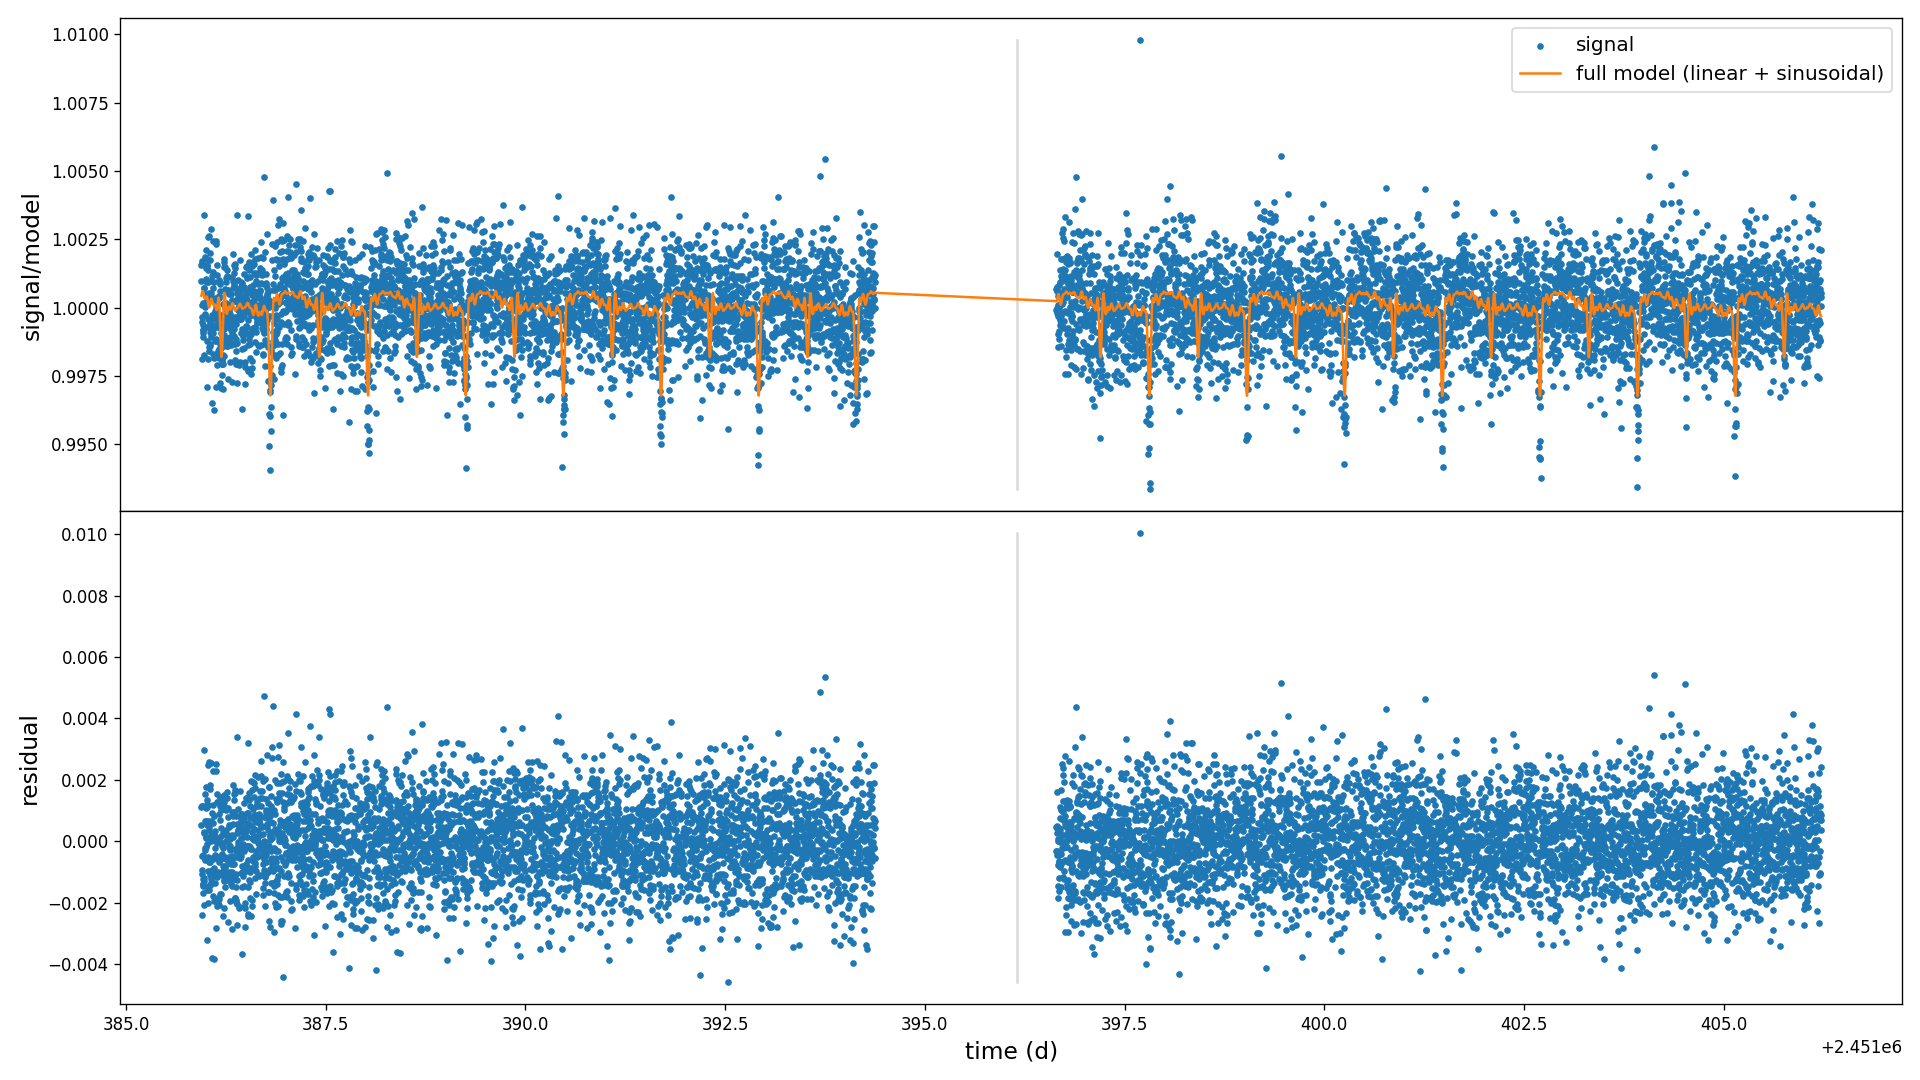 1.0100
1.0075
1.0050
1.0025
1.0000
0.9975
0.9950
signal/model
signal
full model (linear + sinusoidal)
0.010
0.008
0.006
0.004
0.002
0.000
−0.002
−0.004
residual
385.0 387.5 390.0 392.5 395.0 397.5 400.0 402.5 405.0
time (d)
+2.451e6